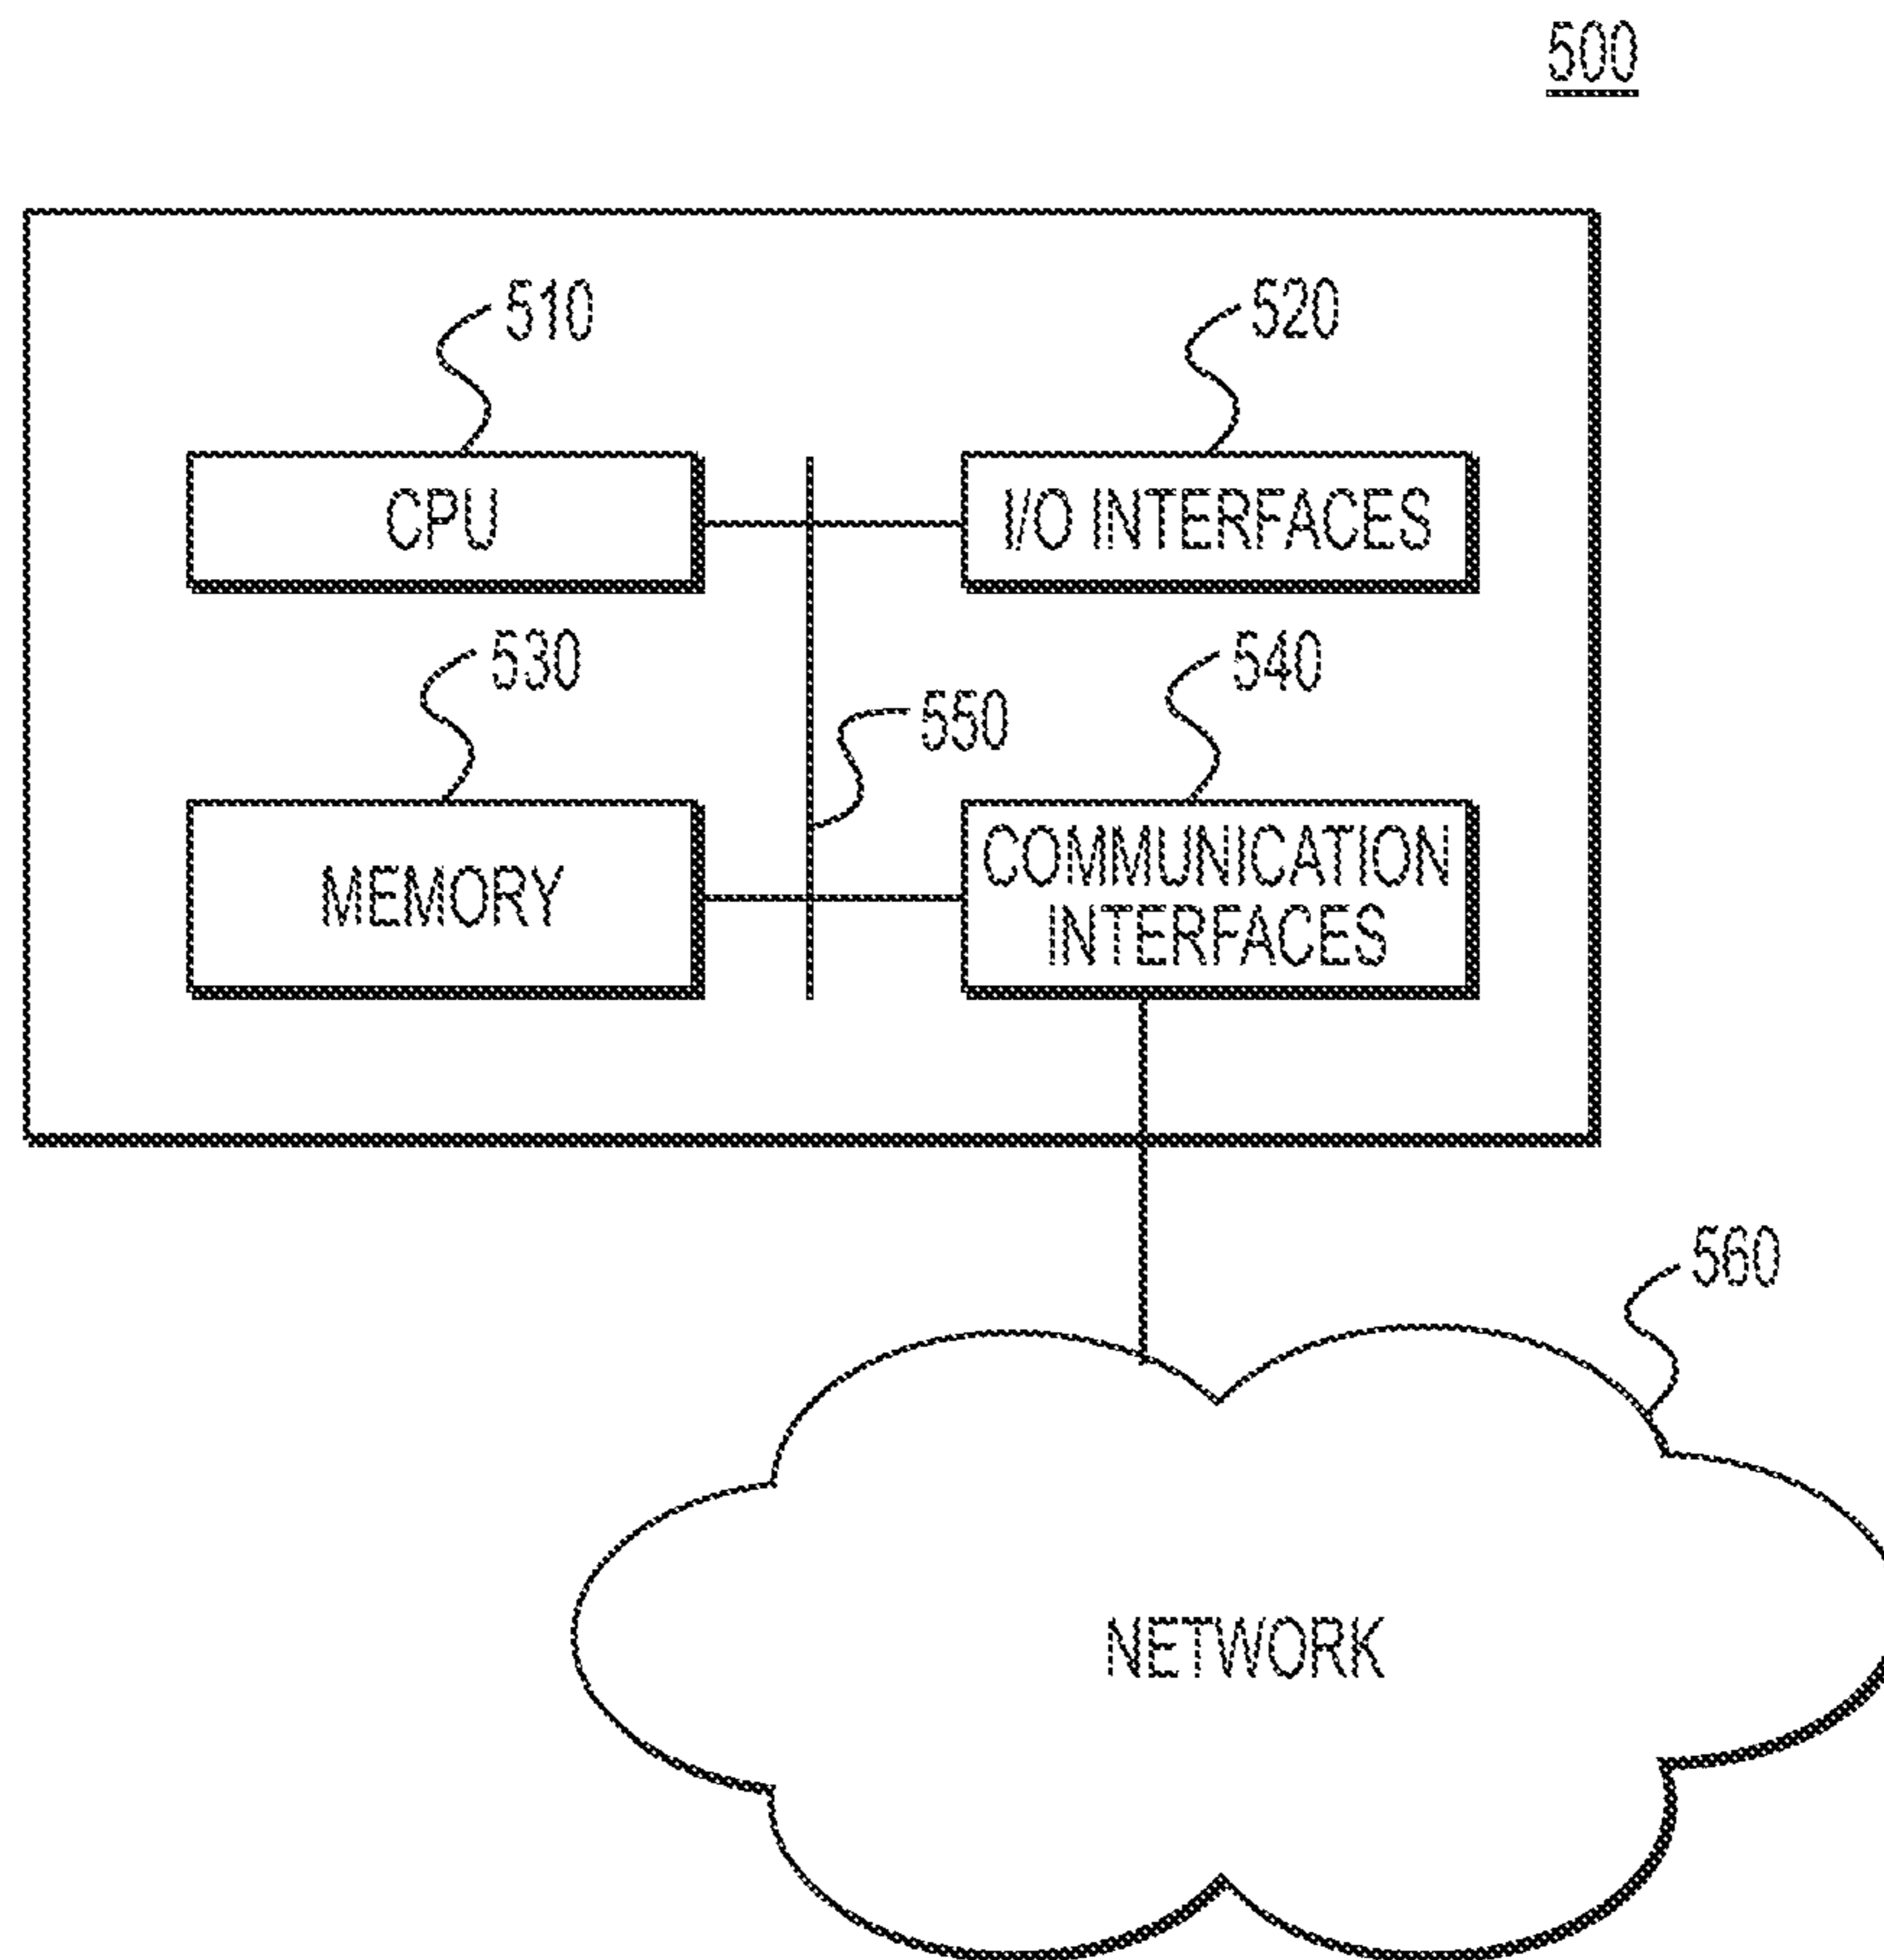 500
510
520
CPU
I/O INTERFACES
530
540
550
MEMORY
COMMUNICATION
INTERFACES
560
NETWORK